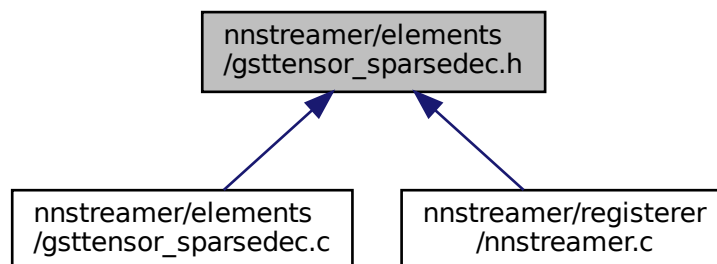 nnstreamer/elements
/gsttensor_sparsedec.h
nnstreamer/elements
/gsttensor_sparsedec.c
nnstreamer/registerer
/nnstreamer.c